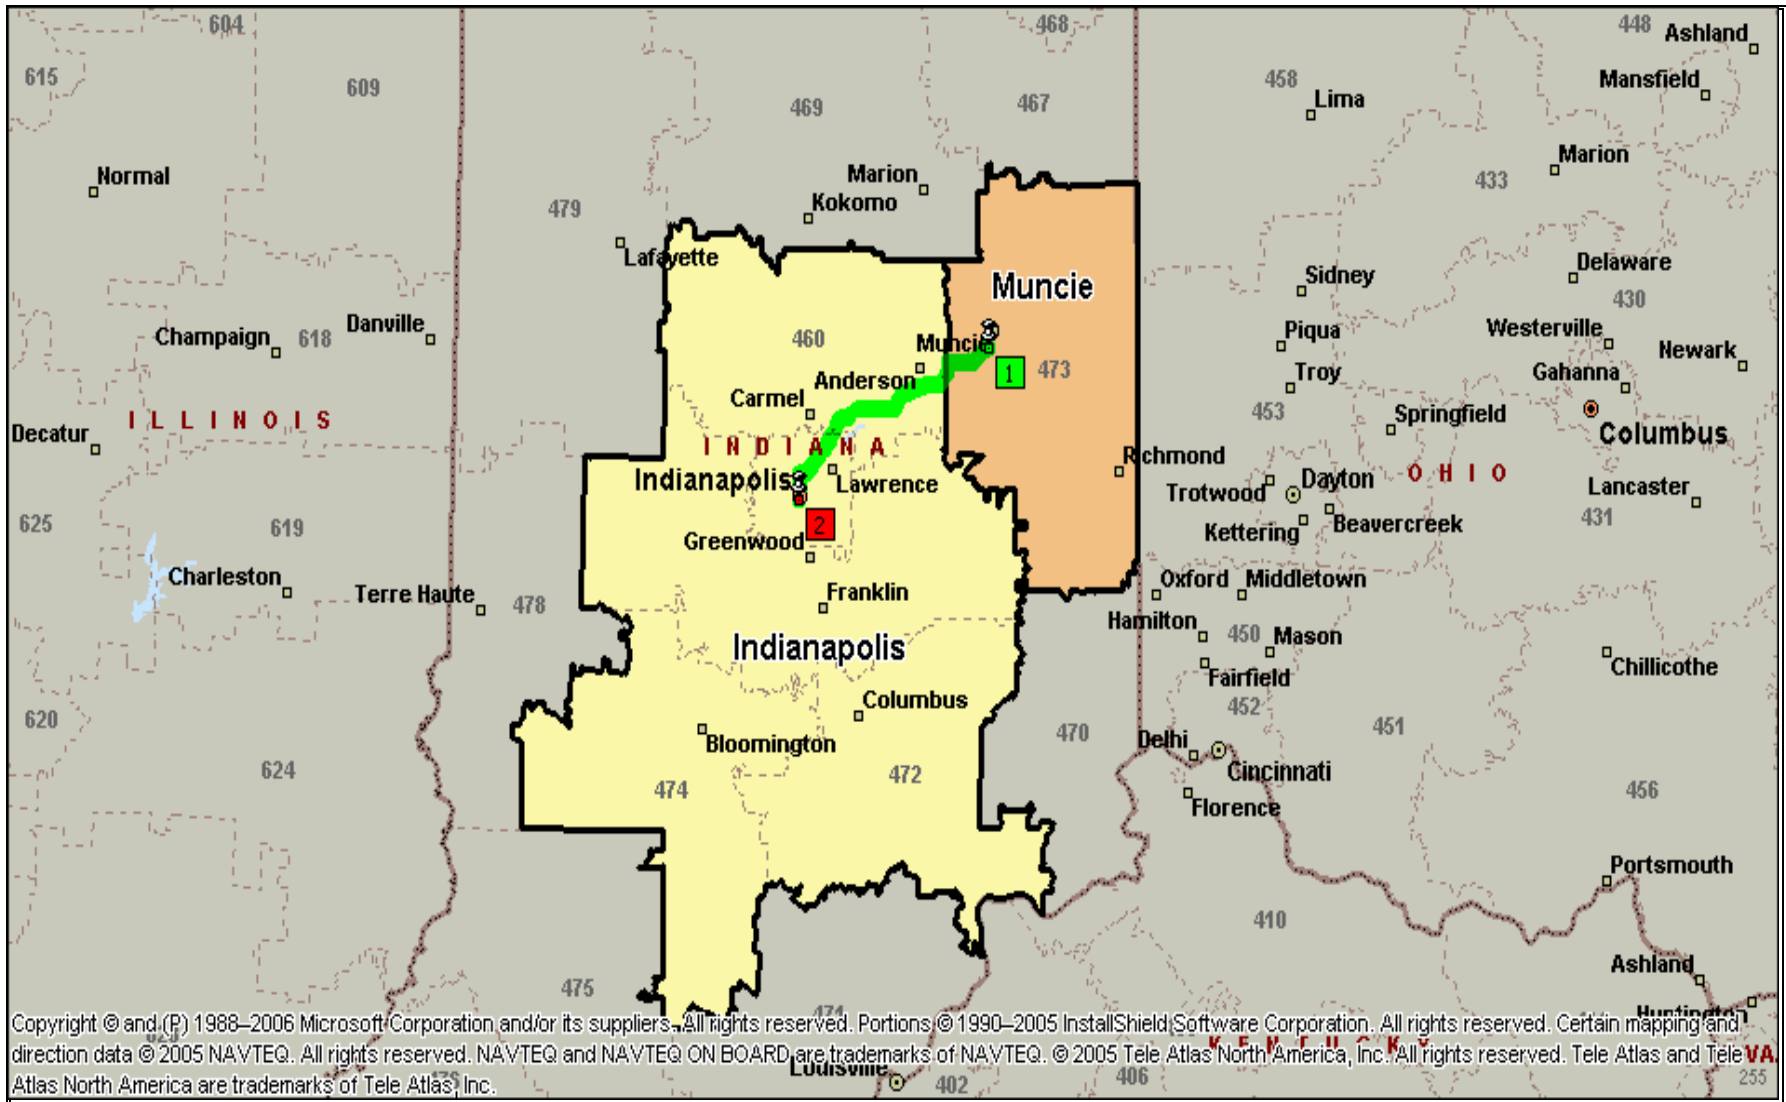 604
468
448
Ashland
615
609
469
467
458
Mansfield
Lima
Marion
Normal
Marion
433
479
Kokomo
Lafayette
Delaware
Sidney
Muncie
430
Champaign
618
Danville
460
Muncie
Piqua
Westerville
Newark
473
1
Anderson
Troy
Gahanna
Carmel
453
Springfield
ILLINOIS
Decatur
INDIANA
Columbus
Richmond
OHIO
Indianapolis
Lawrence
Trotwood
Dayton
Lancaster
625
619
2
Kettering
Beavercreek
431
Greenwood
Charleston
Terre Haute
478
Franklin
Oxford
Middletown
Hamilton
450
Mason
Indianapolis
Fairfield
Chillicothe
620
Columbus
452
451
Bloomington
470
Delhi
Cincinnati
624
474
472
Florence
456
Portsmouth
410
Ashland
475
471
Huntington
Copyright © and (P) 1988–2006 Microsoft Corporation and/or its suppliers. All rights reserved. Portions © 1990–2005 InstallShield Software Corporation. All rights reserved. Certain mapping and
direction data © 2005 NAVTEQ. All rights reserved. NAVTEQ and NAVTEQ ON BOARD are trademarks of NAVTEQ. © 2005 Tele Atlas North America, Inc. All rights reserved. Tele Atlas and Tele
Atlas North America are trademarks of Tele Atlas, Inc.
KENTUCKY
VA.
Louisville
402
406
255